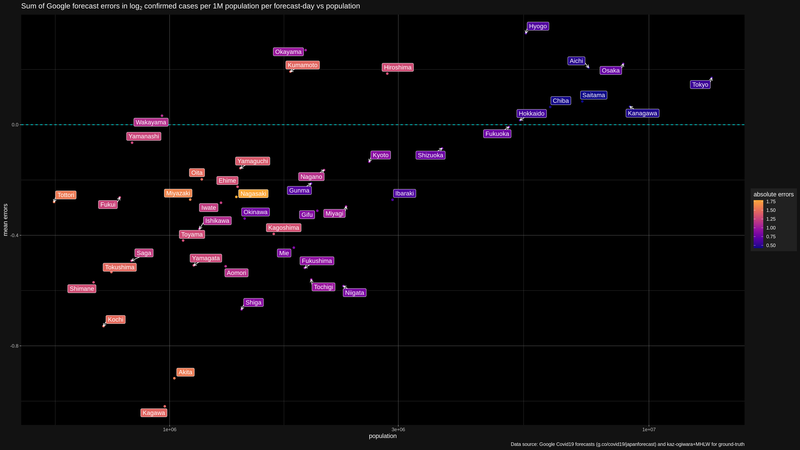 Sum of Google forecast errors in log2 confirmed cases per 1M population per forecast-day vs population
Hyogo
Okayama
Aichi
Kumamoto
Hiroshima
Osaka
Tokyo
Saitama
Chiba
Hokkaido
Kanagawa
Wakayama
0.0
Fukuoka
Yamanashi
Kyoto
Shizuoka
Yamaguchi
Oita
Nagano
Ehime
Gunma
Tottori
Miyazaki
Nagasaki
Ibaraki
Fukui
Iwate
Okinawa
Gifu
Miyagi
Ishikawa
Kagoshima
Toyama
-0.4
Saga
Mie
Yamagata
Fukushima
Tokushima
Aomori
Shimane
Tochigi
Niigata
Shiga
Kochi
-0.8
Akita
Kagawa
mean errors
absolute errors
1.75
1.50
1.25
1.00
0.75
0.50
1e+06
3e+06
1e+07
population
Data source: Google Covid19 forecasts (g.co/covid19/japanforecast) and kaz-ogiwara+MHLW for ground-truth